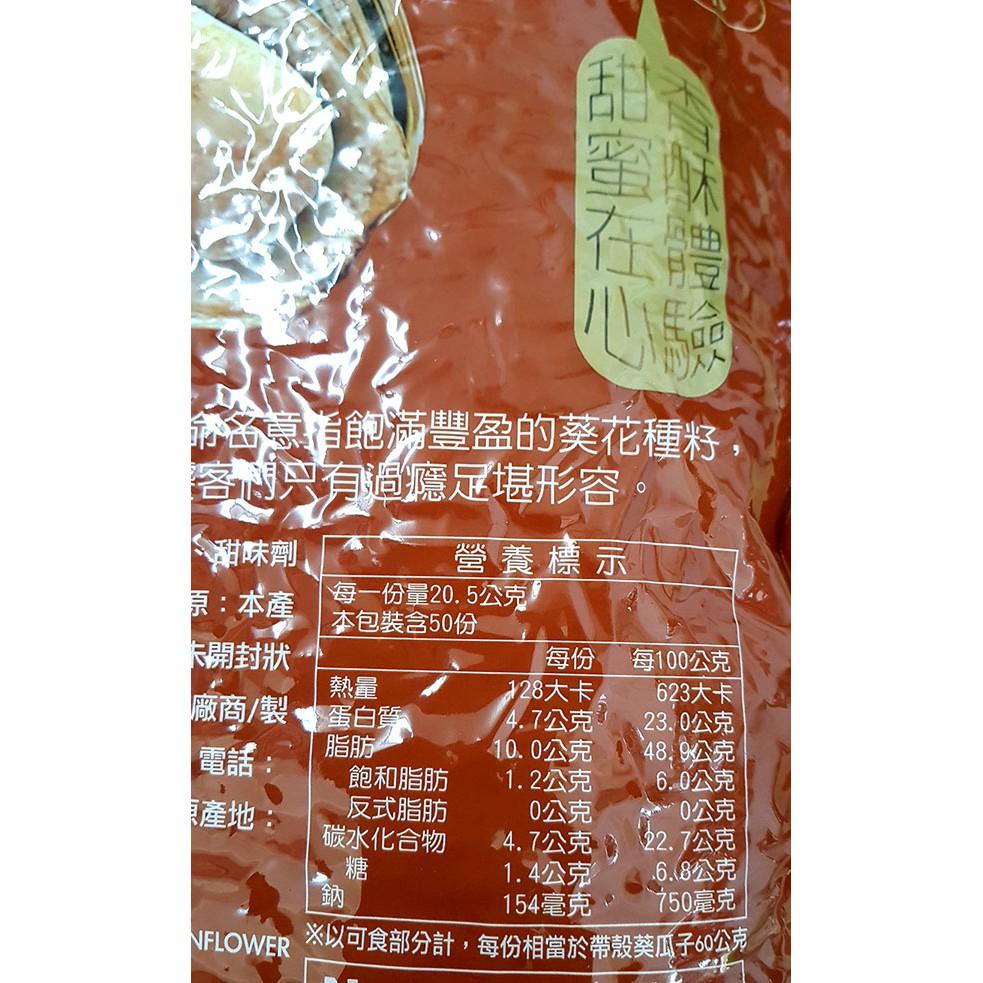 香酥體驗
甜蜜在心
命名意指飽滿豐盈的葵花種籽，
客們只有過癮足堪形容。
、甜味劑
原：本產
未開封狀
廠商/製
電話：
原產地：
NFLOWER
營養標示
每一份量20.5公克
本包裝含50份
每份 每100公克
熱量 128大卡 623大卡
蛋白質 4.7公克 23.0公克
脂肪 10.0公克 48.9公克
飽和脂肪 1.2公克 6.0公克
反式脂肪 0公克 0公克
碳水化合物 4.7公克 22.7公克
糖 1.4公克 6.8公克
鈉 154毫克 750毫克
※以可食部分計，每份相當於帶殼葵瓜子60公克